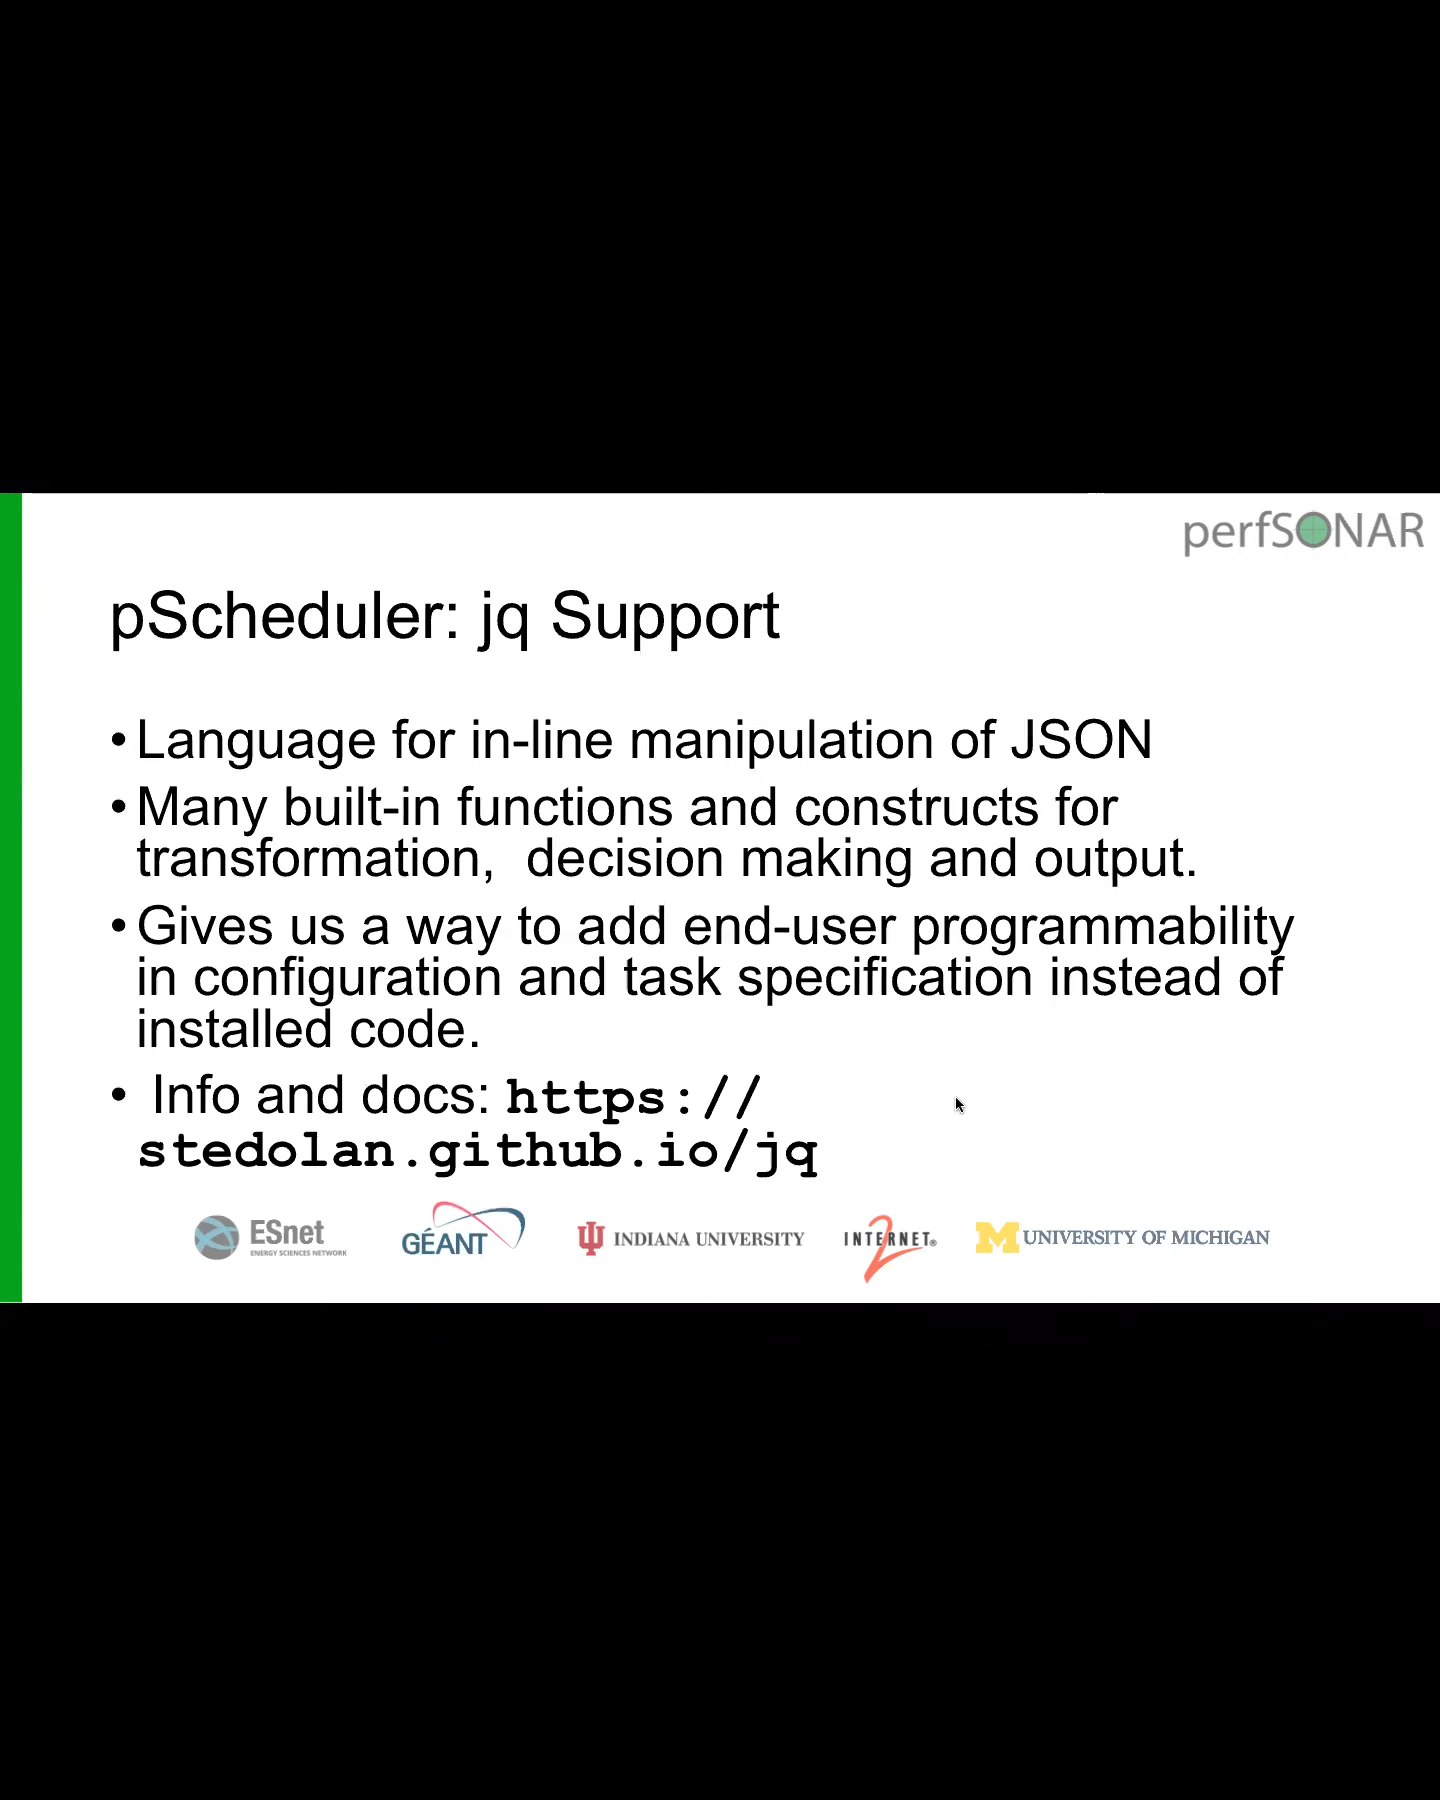 perfSONAR
pScheduler: jq Support
•Language for in-line manipulation of JSON
•Many built-in functions and constructs for
transformation,  decision making and output.
•Gives us a way to add end-user programmability
in configuration and task specification instead of
installed code.
• Info and docs: https://
stedolan.github.io/jq
ESnet
ENERGY SCIENCES NETWORK
GÉANT
INDIANA UNIVERSITY
INTERNET®
2
M UNIVERSITY OF MICHIGAN